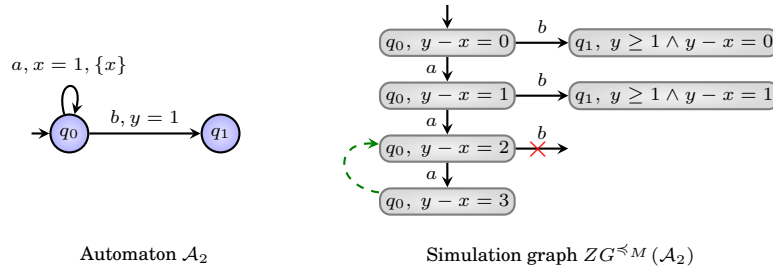 a, x = 1, {x}
q₀
b, y = 1
q₁
Automaton 𝒜₂
q₀, y − x = 0
b
q₁, y ≥ 1 ∧ y − x = 0
a
q₀, y − x = 1
b
q₁, y ≥ 1 ∧ y − x = 1
a
q₀, y − x = 2
b
a
q₀, y − x = 3
Simulation graph ZG^≼M(𝒜₂)